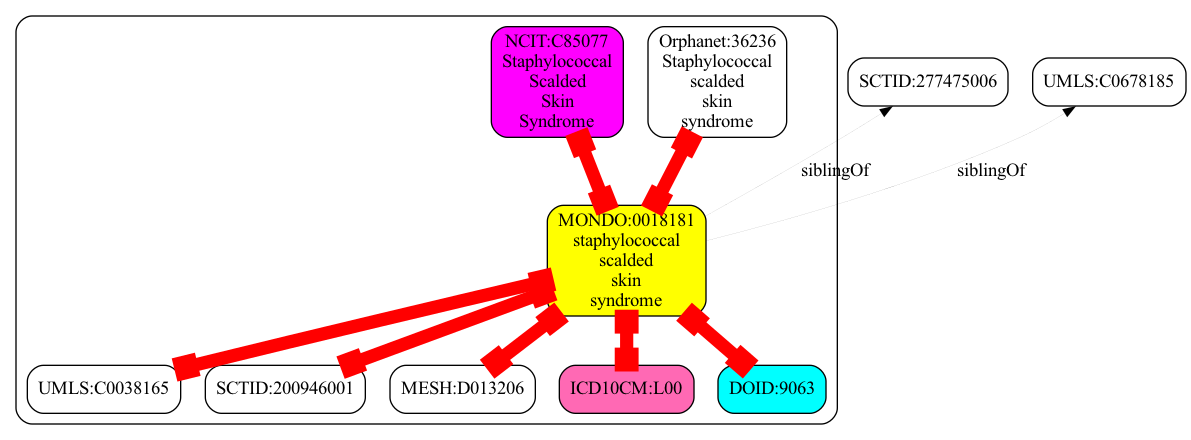 NCIT:C85077
Staphylococcal
Scalded
Skin
Syndrome
Orphanet:36236
Staphylococcal
scalded
skin
syndrome
SCTID:277475006
UMLS:C0678185
siblingOf
siblingOf
MONDO:0018181
staphylococcal
scalded
skin
syndrome
UMLS:C0038165
SCTID:200946001
MESH:D013206
ICD10CM:L00
DOID:9063